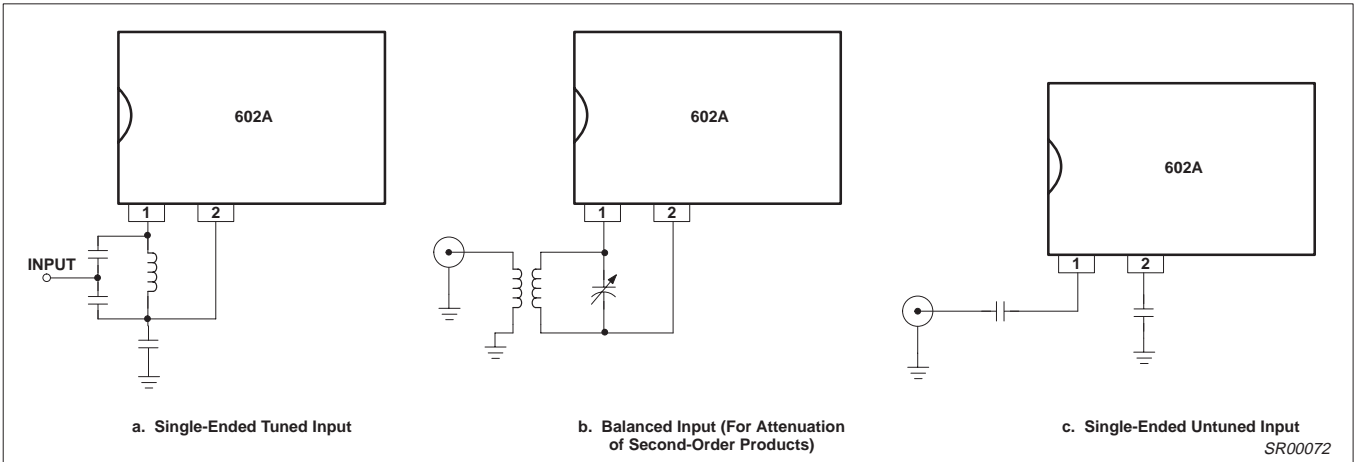 602A
1 2
INPUT
a. Single-Ended Tuned Input
602A
1 2
b. Balanced Input (For Attenuation
of Second-Order Products)
602A
1 2
c. Single-Ended Untuned Input
SR00072